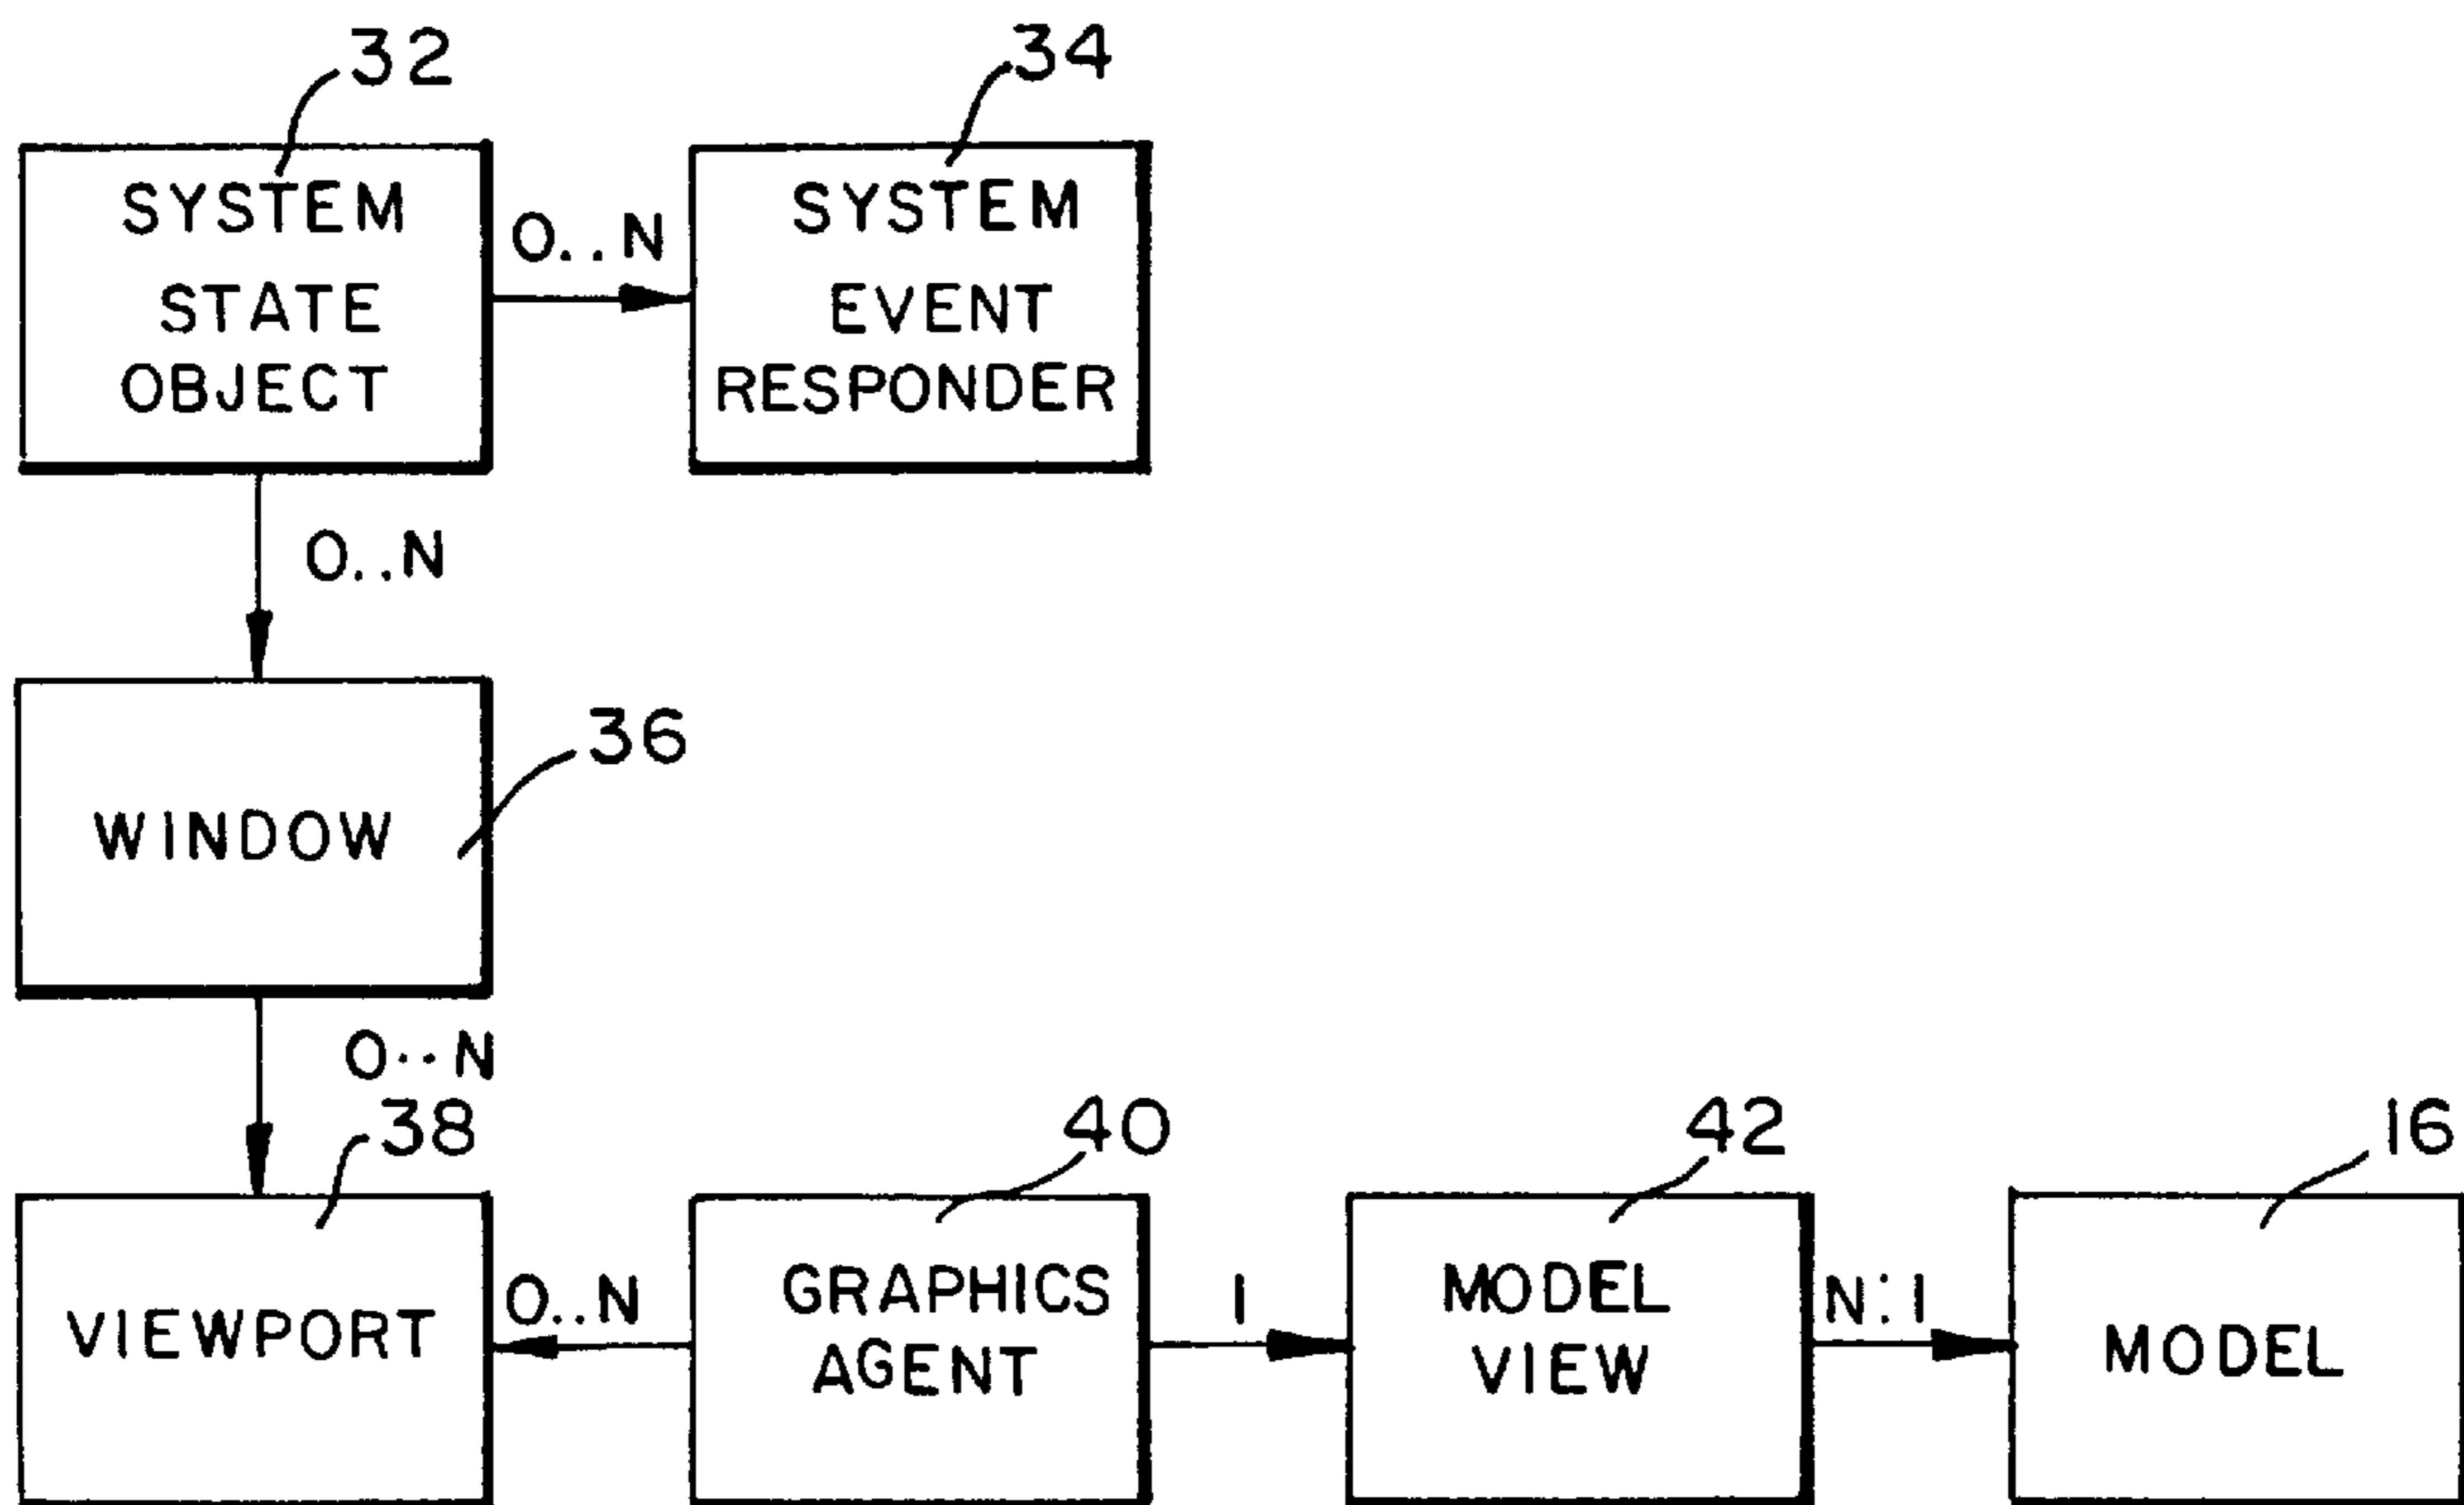 32
34
SYSTEM
STATE
OBJECT
0..N
SYSTEM
EVENT
RESPONDER
0..N
36
WINDOW
0..N
38
40
42
16
VIEWPORT
0..N
GRAPHICS
AGENT
1
MODEL
VIEW
N:1
MODEL